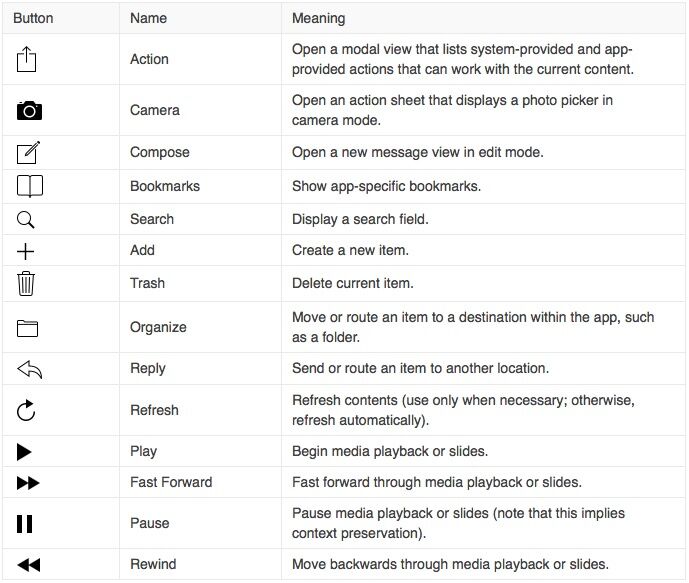 Button Name Meaning
Action Open a modal view that lists system-provided and app-
provided actions that can work with the current content.
Camera Open an action sheet that displays a photo picker in
camera mode.
Compose Open a new message view in edit mode.
Bookmarks Show app-specific bookmarks.
Search Display a search field.
Add Create a new item.
Trash Delete current item.
Organize Move or route an item to a destination within the app, such
as a folder.
Reply Send or route an item to another location.
Refresh Refresh contents (use only when necessary; otherwise,
refresh automatically).
Play Begin media playback or slides.
Fast Forward Fast forward through media playback or slides.
Pause Pause media playback or slides (note that this implies
context preservation).
Rewind Move backwards through media playback or slides.